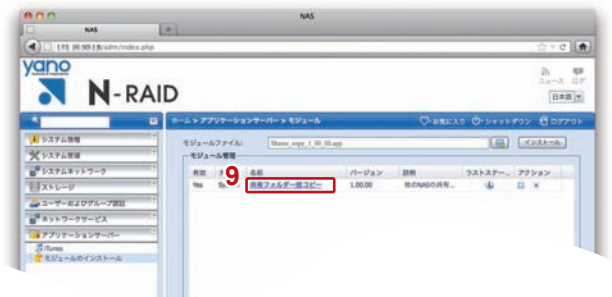 NAS
NAS
/adm/index.php
yano
N-RAID
ニュース ログ
日本語
ホーム > アプリケーションサーバー > モジュール
お気に入り シャットダウン ログアウト
システム情報
システム管理
システムネットワーク
ストレージ
ユーザーおよびグループ認証
ネットワークサービス
アプリケーションサーバー
iTunes
モジュールのインストール
モジュールファイル:
インストール
モジュール管理
有効 名前 バージョン 説明 ラストステー... アクション
9
Yes 共有フォルダ一括コピー 1.00.00 他のNASの共有...